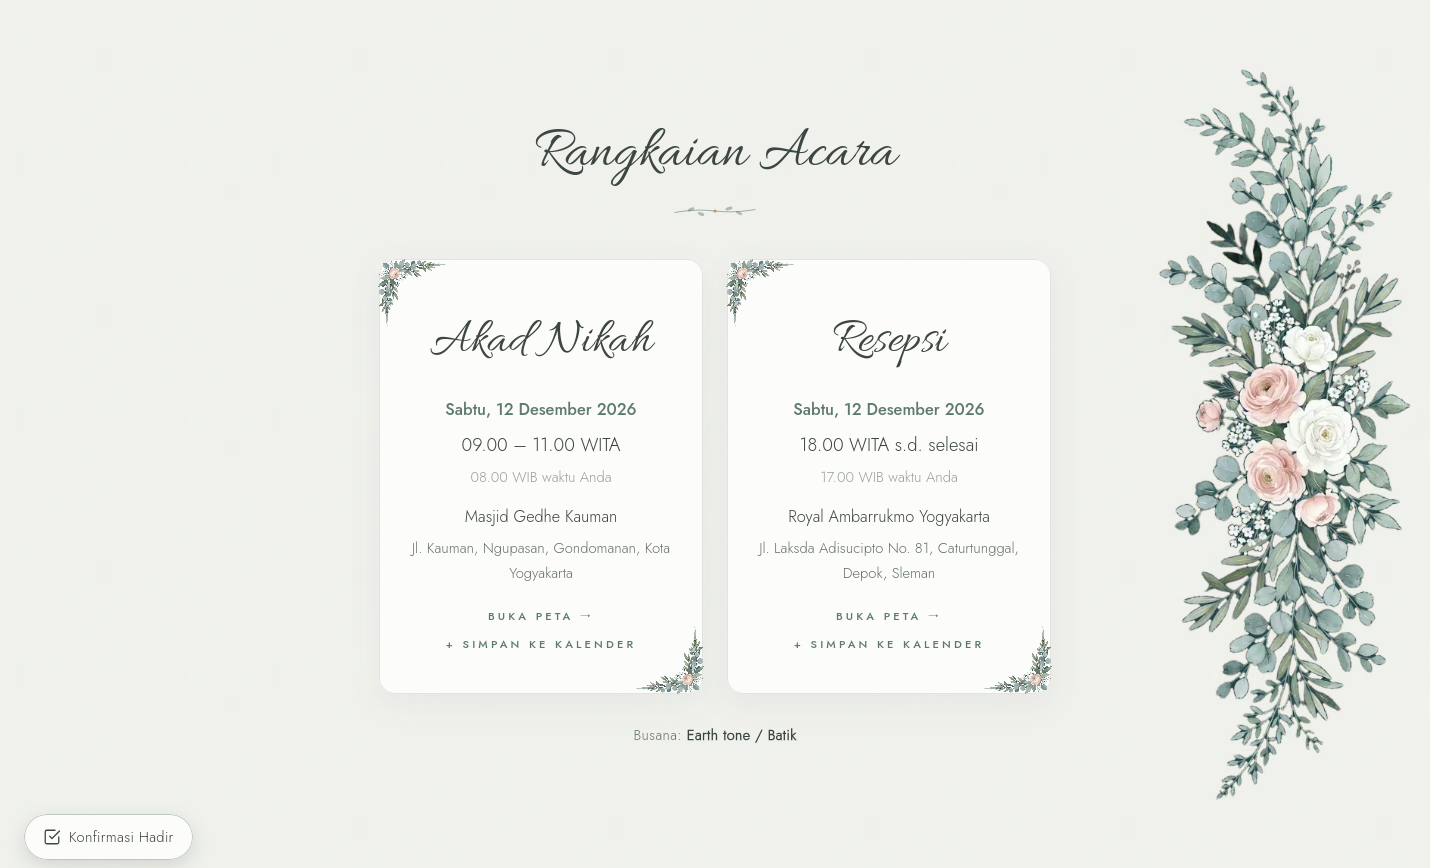 Rangkaian Acara
Akad Nikah
Sabtu, 12 Desember 2026
09.00 – 11.00 WITA
08.00 WIB waktu Anda
Masjid Gedhe Kauman
Jl. Kauman, Ngupasan, Gondomanan, Kota
Yogyakarta
BUKA PETA →
+ SIMPAN KE KALENDER
Resepsi
Sabtu, 12 Desember 2026
18.00 WITA s.d. selesai
17.00 WIB waktu Anda
Royal Ambarrukmo Yogyakarta
Jl. Laksda Adisucipto No. 81, Caturtunggal,
Depok, Sleman
BUKA PETA →
+ SIMPAN KE KALENDER
Busana: Earth tone / Batik
Konfirmasi Hadir